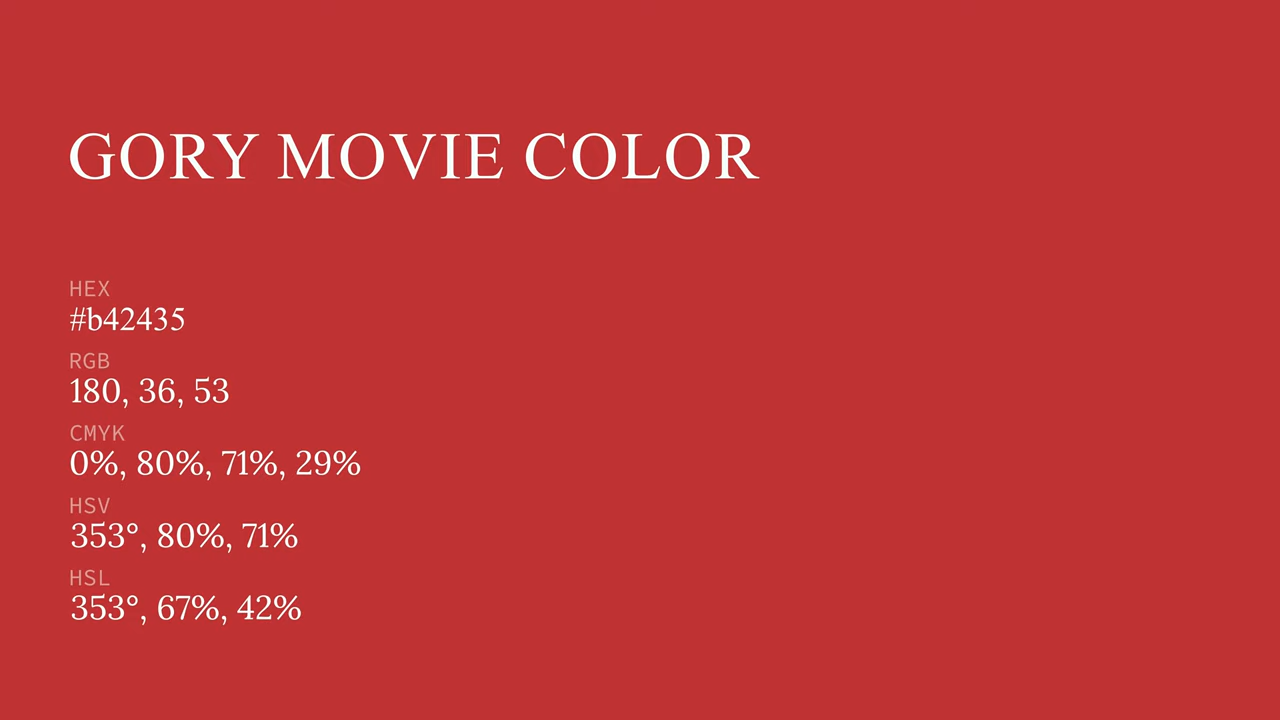 GORY MOVIE COLOR
HEX
#b42435
RGB
180, 36, 53
CMYK
0%, 80%, 71%, 29%
HSV
353°, 80%, 71%
HSL
353°, 67%, 42%